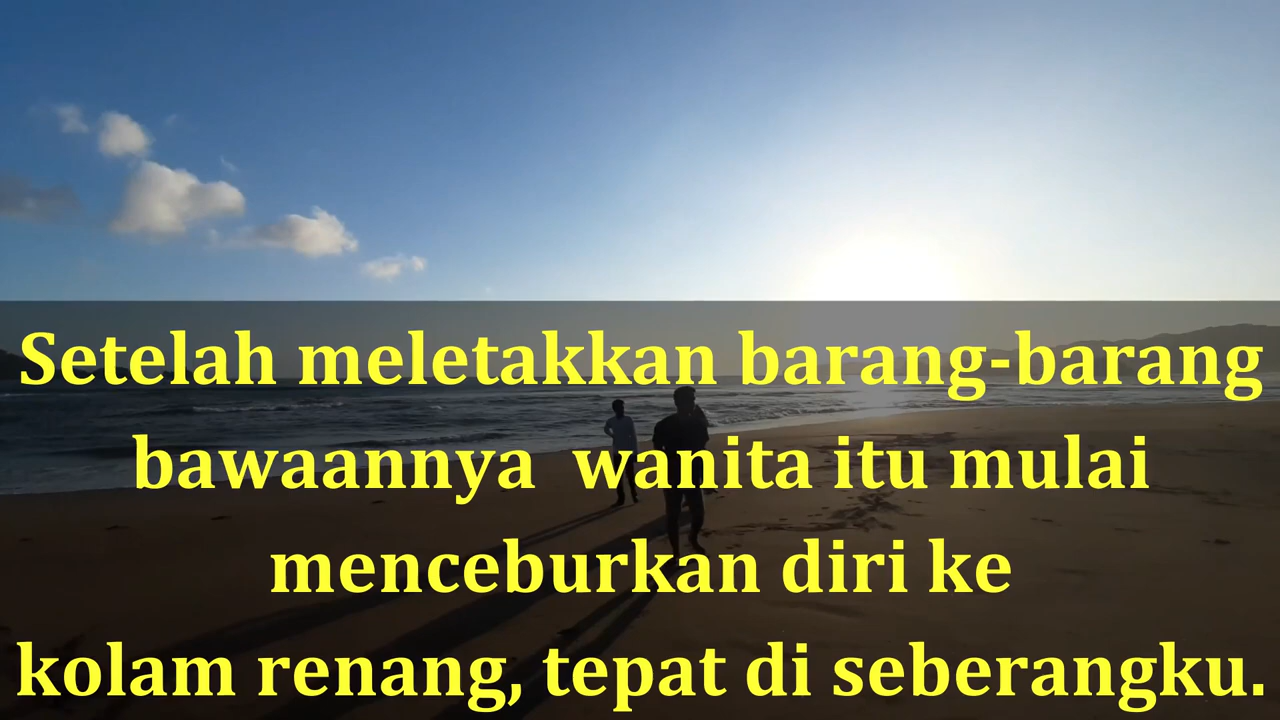 Setelah meletakkan barang-barang
bawaannya  wanita itu mulai
menceburkan diri ke
kolam renang, tepat di seberangku.